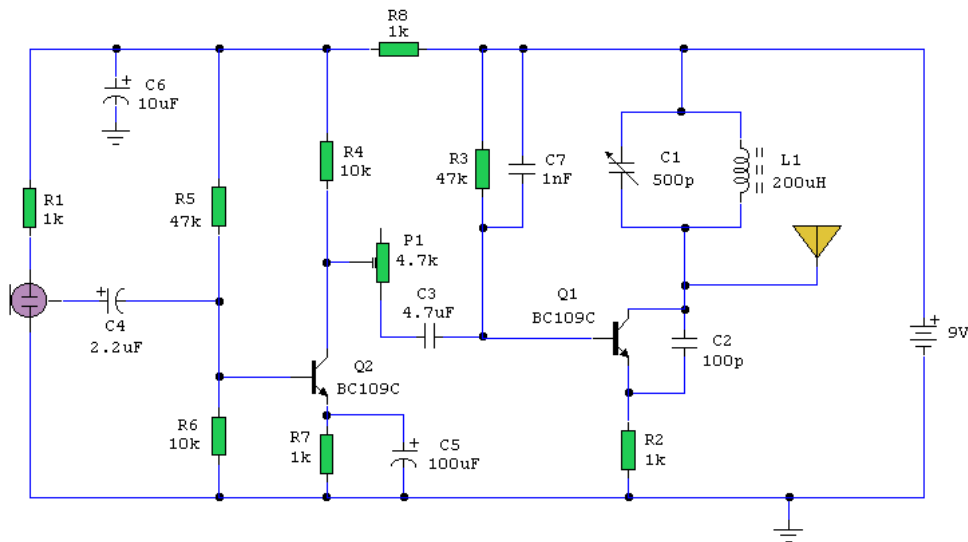 R8
1k
C6
10uF
R4
10k
R3
47k
C7
1nF
C1
500p
L1
200uH
R1
1k
R5
47k
P1
4.7k
C3
4.7uF
Q1
BC109C
C4
2.2uF
C2
100p
9V
Q2
BC109C
R6
10k
R7
1k
C5
100uF
R2
1k